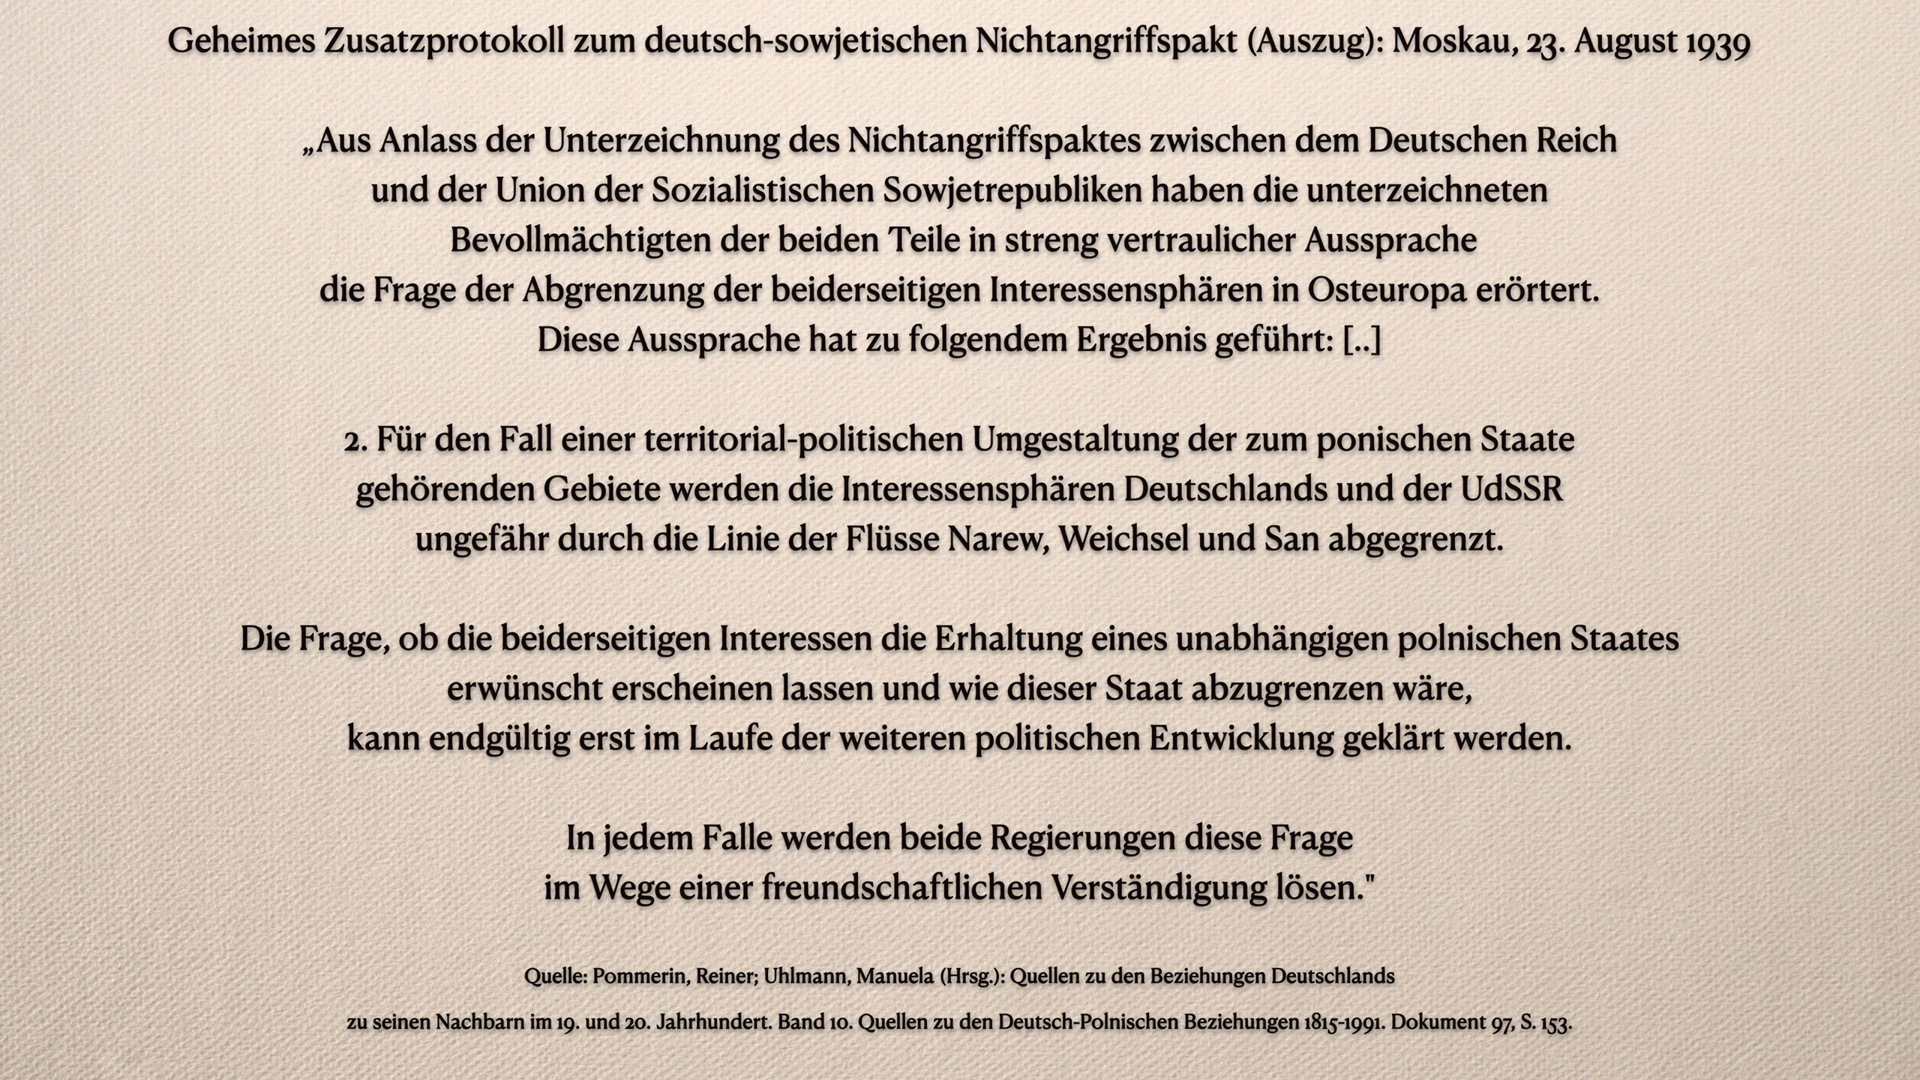 Geheimes Zusatzprotokoll zum deutsch-sowjetischen Nichtangriffspakt (Auszug): Moskau, 23. August 1939
„Aus Anlass der Unterzeichnung des Nichtangriffspaktes zwischen dem Deutschen Reich
und der Union der Sozialistischen Sowjetrepubliken haben die unterzeichneten
Bevollmächtigten der beiden Teile in streng vertraulicher Aussprache
die Frage der Abgrenzung der beiderseitigen Interessensphären in Osteuropa erörtert.
Diese Aussprache hat zu folgendem Ergebnis geführt: [..]
2. Für den Fall einer territorial-politischen Umgestaltung der zum ponischen Staate
gehörenden Gebiete werden die Interessensphären Deutschlands und der UdSSR
ungefähr durch die Linie der Flüsse Narew, Weichsel und San abgegrenzt.
Die Frage, ob die beiderseitigen Interessen die Erhaltung eines unabhängigen polnischen Staates
erwünscht erscheinen lassen und wie dieser Staat abzugrenzen wäre,
kann endgültig erst im Laufe der weiteren politischen Entwicklung geklärt werden.
In jedem Falle werden beide Regierungen diese Frage
im Wege einer freundschaftlichen Verständigung lösen."
Quelle: Pommerin, Reiner; Uhlmann, Manuela (Hrsg.): Quellen zu den Beziehungen Deutschlands
zu seinen Nachbarn im 19. und 20. Jahrhundert. Band 10. Quellen zu den Deutsch-Polnischen Beziehungen 1815-1991. Dokument 97, S. 153.